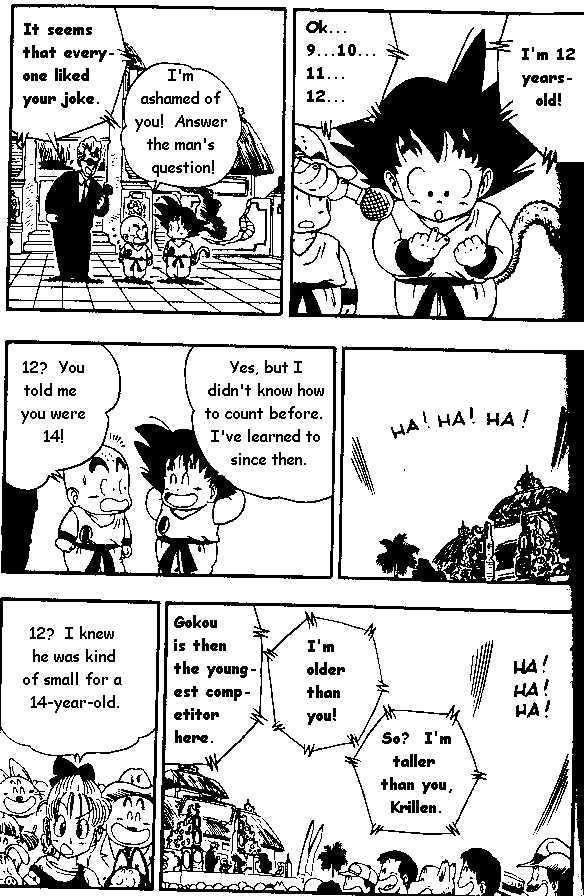 It seems
that every-
one liked
your joke.
I'm
ashamed of
you! Answer
the man's
question!
Ok...
9...10...
11...
12...
I'm 12
years-
old!
12? You
told me
you were
14!
Yes, but I
didn't know how
to count before.
I've learned to
since then.
HA! HA! HA!
12? I knew
he was kind
of small for a
14-year-old.
Gokou
is then
the young-
est comp-
etitor
here.
I'm
older
than
you!
So? I'm
taller
than you,
Krillen.
HA!
HA!
HA!